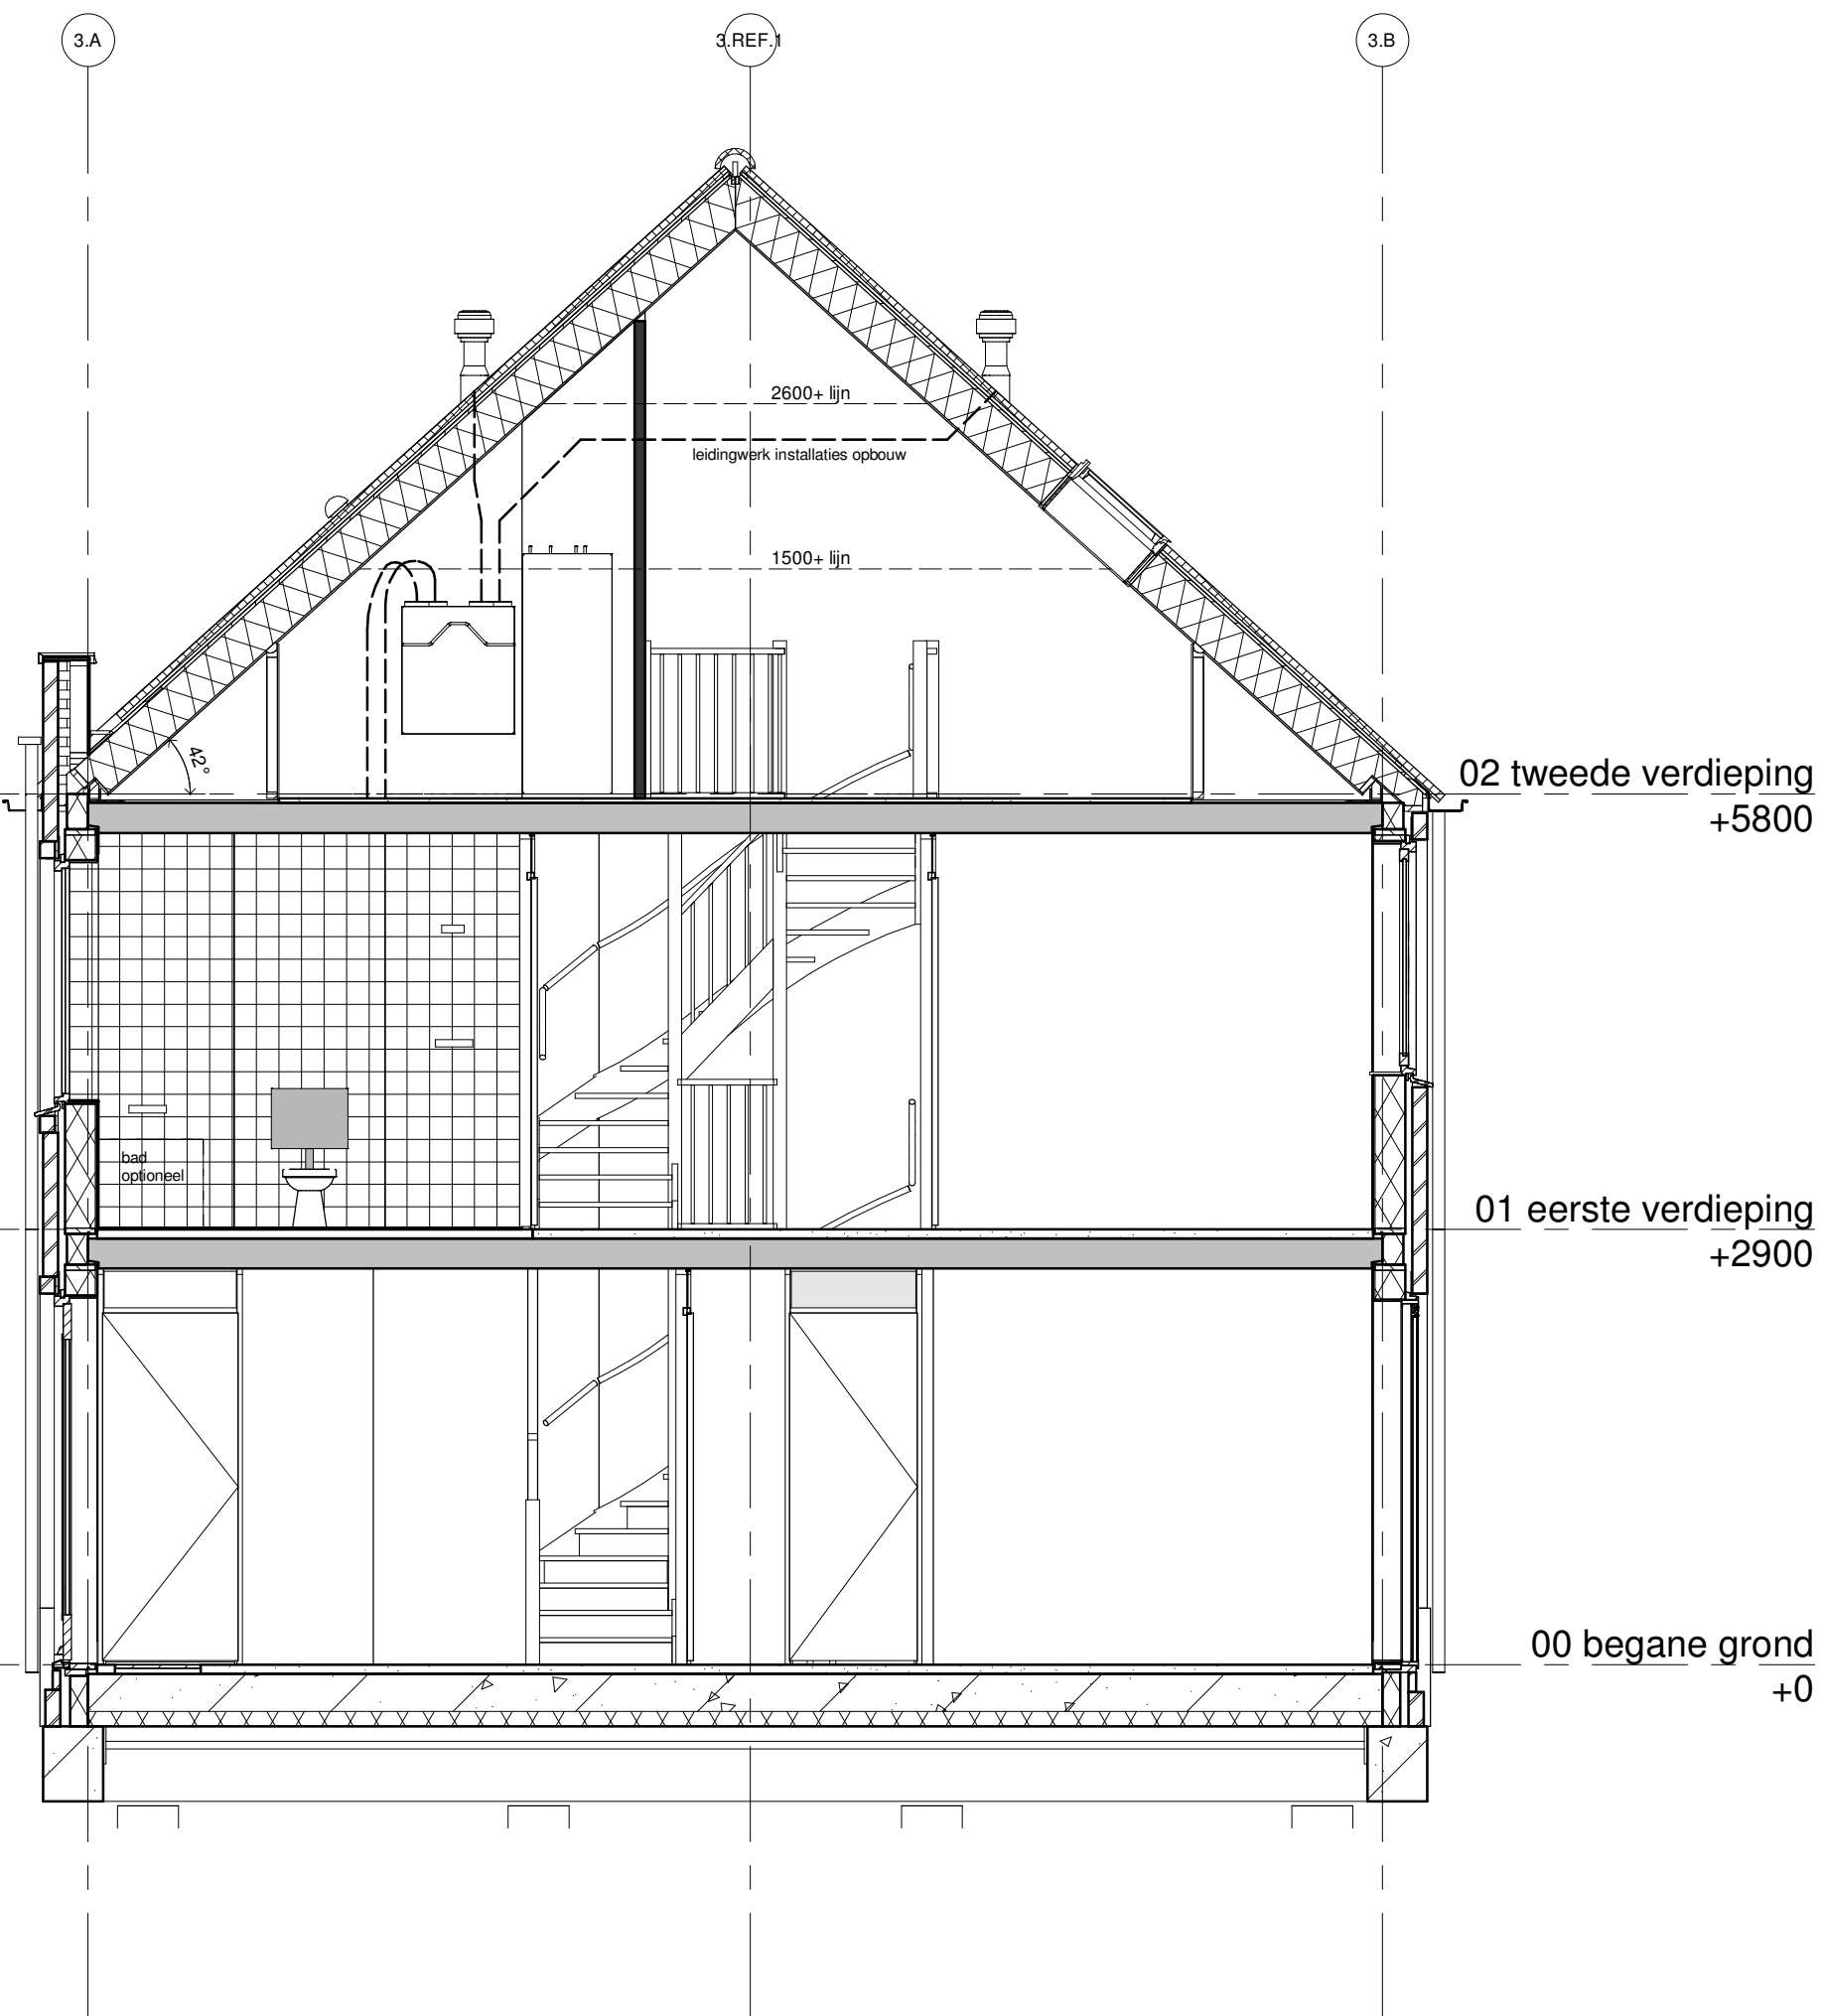 3.A
3.REF.1
3.B
2600+ lijn
leidingwerk installaties opbouw
1500+ lijn
42°
02 tweede verdieping
+5800
bad
optioneel
01 eerste verdieping
+2900
00 begane grond
+0